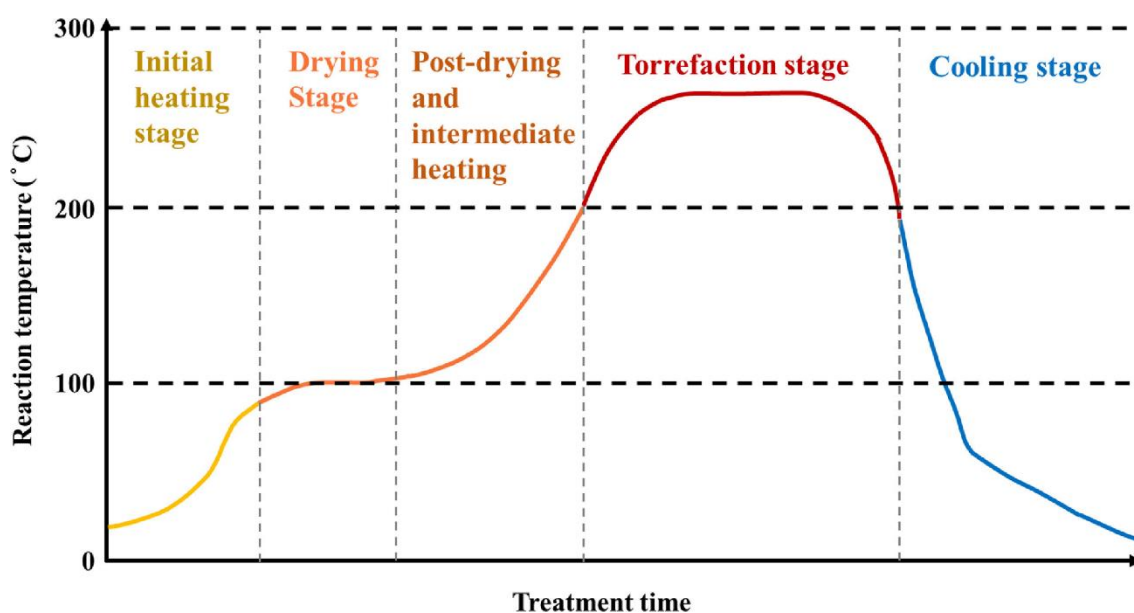 300
Initial
heating
stage
Drying
Stage
Post-drying
and
intermediate
heating
Torrefaction stage
Cooling stage
200
100
0
Reaction temperature (˚C)
Treatment time